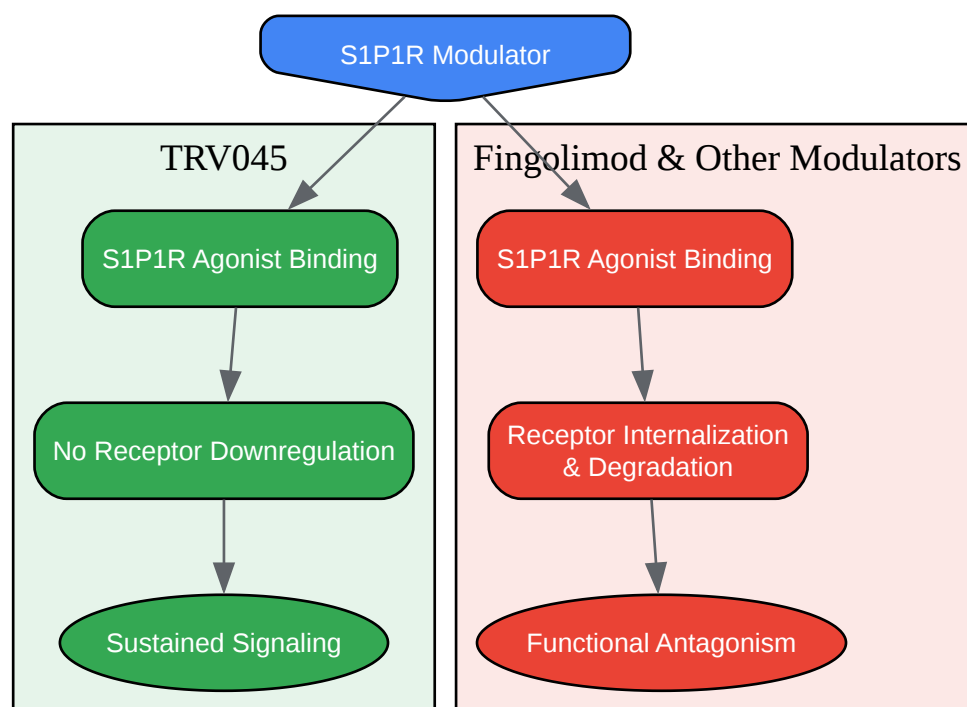 S1P1R Modulator
TRV045
S1P1R Agonist Binding
No Receptor Downregulation
Sustained Signaling
Fingolimod & Other Modulators
S1P1R Agonist Binding
Receptor Internalization
& Degradation
Functional Antagonism